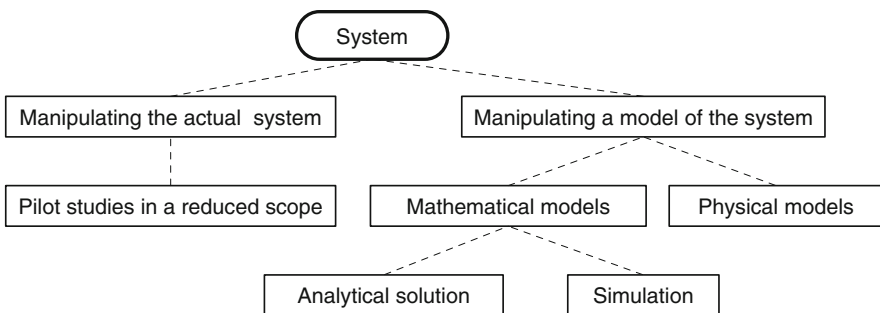 System
Manipulating the actual system
Manipulating a model of the system
Pilot studies in a reduced scope
Mathematical models
Physical models
Analytical solution
Simulation